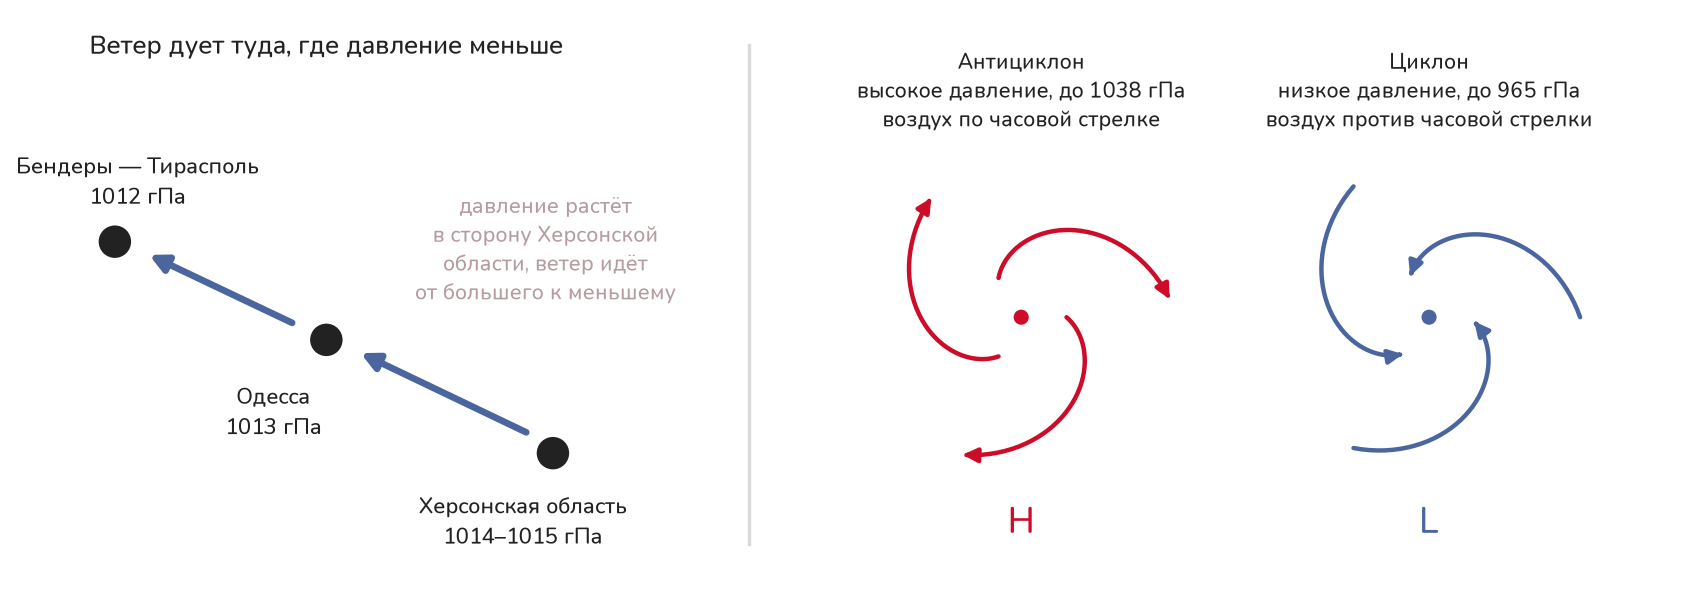 Ветер дует туда, где давление меньше
Бендеры — Тирасполь
1012 гПа
давление растёт
в сторону Херсонской
области, ветер идёт
от большего к меньшему
Одесса
1013 гПа
Херсонская область
1014–1015 гПа
Антициклон
высокое давление, до 1038 гПа
воздух по часовой стрелке
H
Циклон
низкое давление, до 965 гПа
воздух против часовой стрелки
L